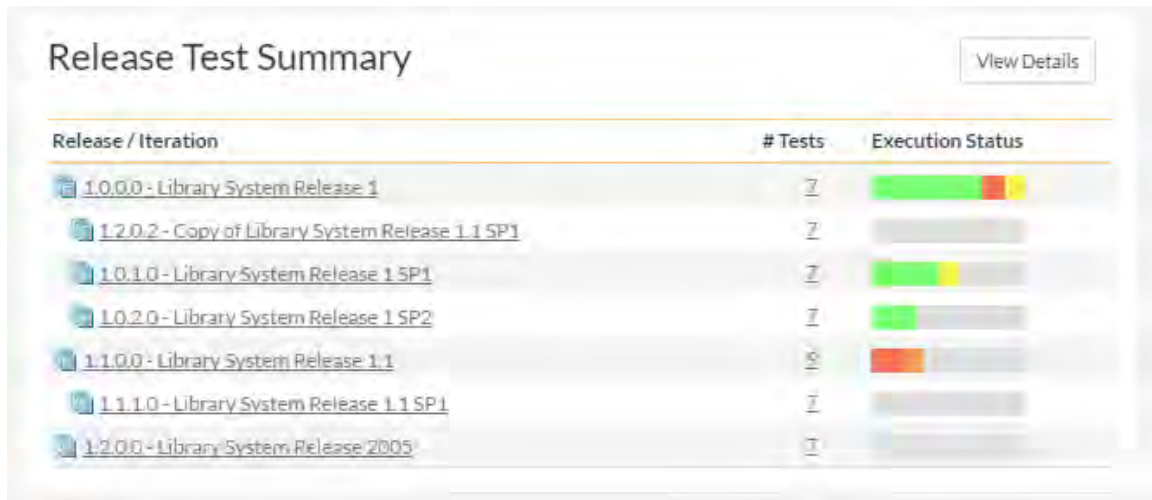 Release Test Summary
View Details
Release / Iteration # Tests Execution Status
1.0.0.0 - Library System Release 1 7
1.2.0.2 - Copy of Library System Release 1.1 SP1 7
1.0.1.0 - Library System Release 1 SP1 7
1.0.2.0 - Library System Release 1 SP2 7
1.1.0.0 - Library System Release 1.1 9
1.1.1.0 - Library System Release 1.1 SP1 7
1.2.0.0 - Library System Release 2005 7